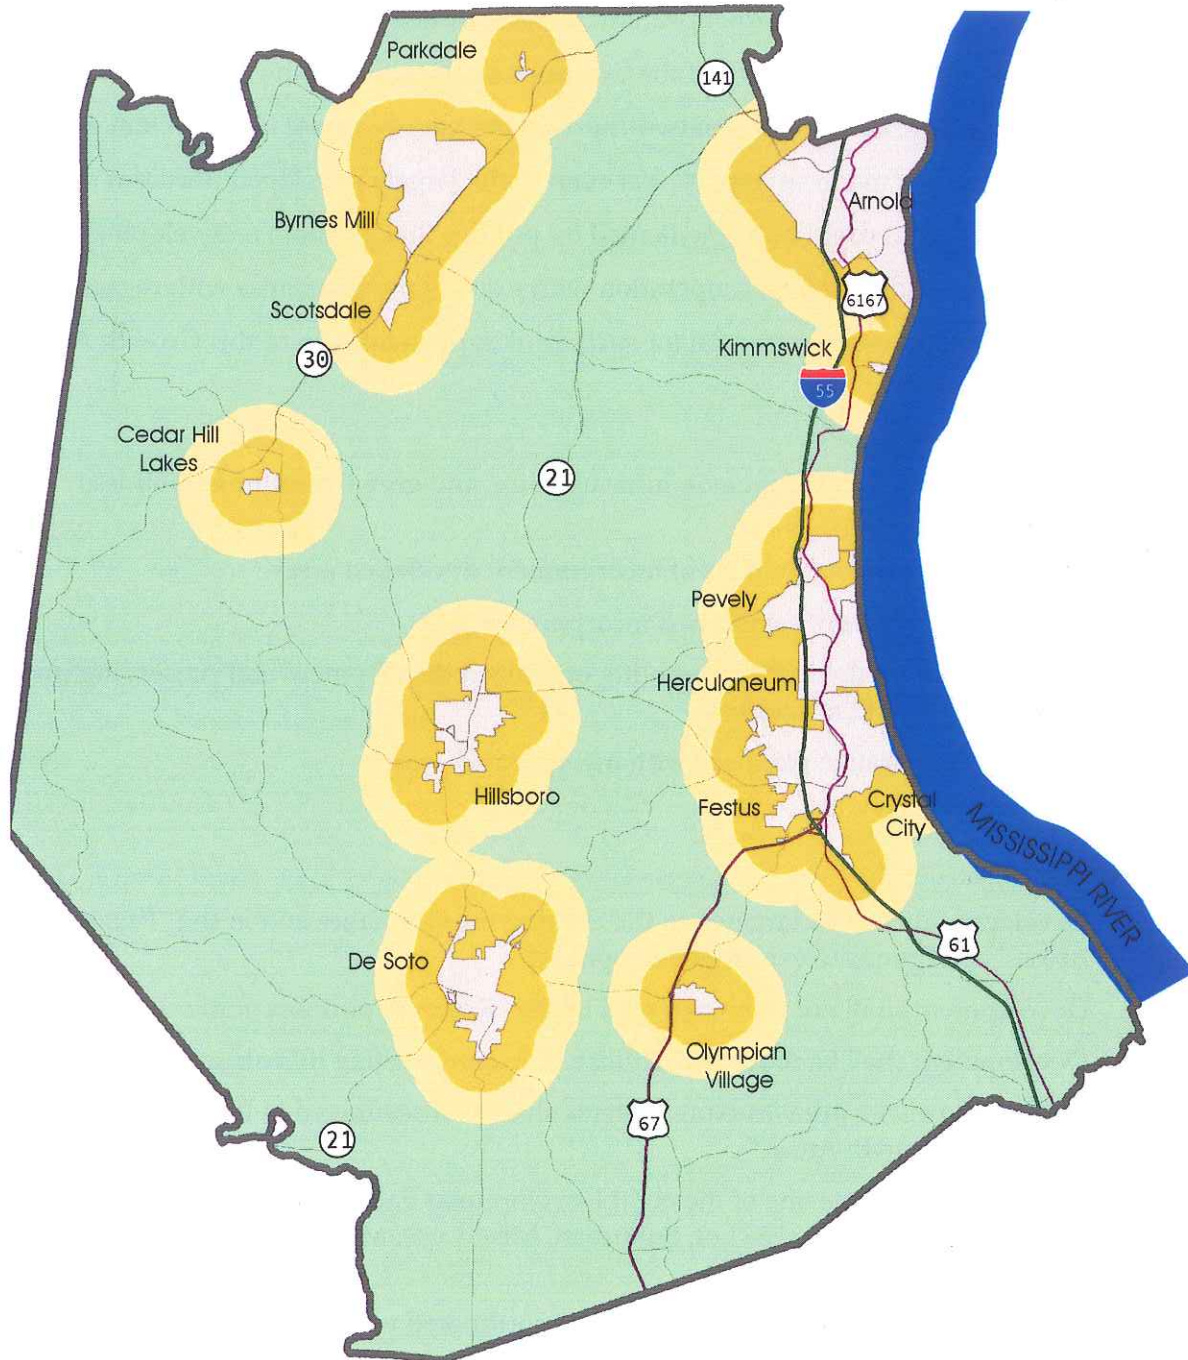 Parkdale
141
Arnold
Byrnes Mill
6167
Scotsdale
Kimmswick
30
55
Cedar Hill
Lakes
21
Pevely
Herculaneum
Hillsboro
Festus
Crystal
City
MISSISSIPPI RIVER
De Soto
61
Olympian
Village
67
21